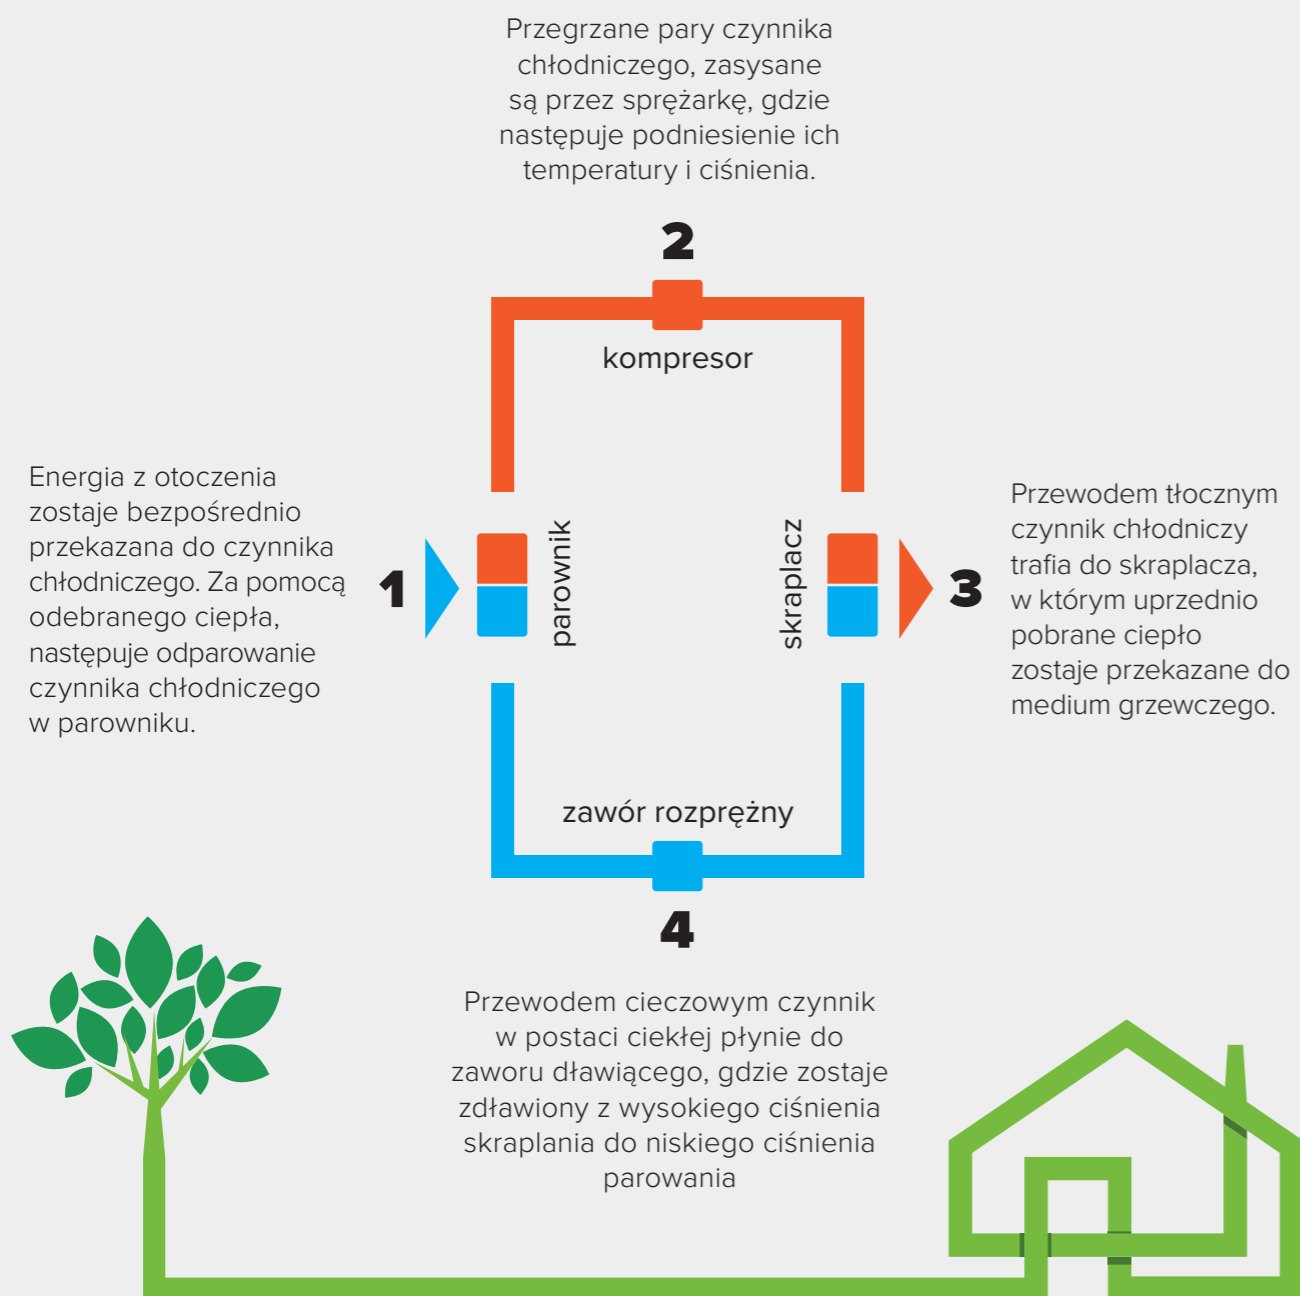 Przegrzane pary czynnika
chłodniczego, zasysane
są przez sprężarkę, gdzie
następuje podniesienie ich
temperatury i ciśnienia.
2
kompresor
Energia z otoczenia
zostaje bezpośrednio
przekazana do czynnika
chłodniczego. Za pomocą
odebranego ciepła,
następuje odparowanie
czynnika chłodniczego
w parowniku.
1
parownik
skraplacz
3
Przewodem tłocznym
czynnik chłodniczy
trafia do skraplacza,
w którym uprzednio
pobrane ciepło
zostaje przekazane do
medium grzewczego.
zawór rozprężny
4
Przewodem cieczowym czynnik
w postaci ciekłej płynie do
zaworu dławiącego, gdzie zostaje
zdławiony z wysokiego ciśnienia
skraplania do niskiego ciśnienia
parowania